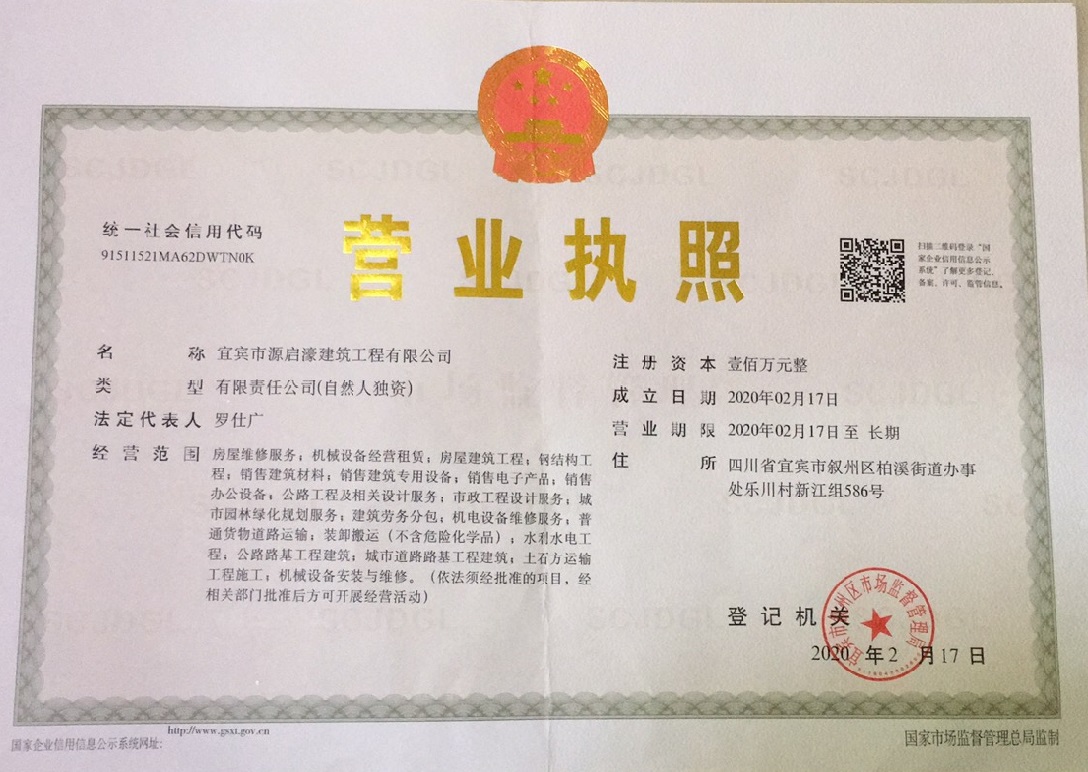 营业执照
统一社会信用代码
91511521MA62DWTN0K
扫描二维码登录“国
家企业信用信息公示
系统”了解更多登记、
备案、许可、监管信息。
名 称 宜宾市源启濠建筑工程有限公司
类 型 有限责任公司(自然人独资)
法定代表人 罗仕广
经营范围 房屋维修服务；机械设备经营租赁；房屋建筑工程；钢结构工
程；销售建筑材料；销售建筑专用设备；销售电子产品；销售
办公设备；公路工程及相关设计服务；市政工程设计服务；城
市园林绿化规划服务；建筑劳务分包；机电设备维修服务；普
通货物道路运输；装卸搬运（不含危险化学品）；水利水电工
程；公路路基工程建筑；城市道路路基工程建筑；土石方运输
工程施工；机械设备安装与维修。（依法须经批准的项目，经
相关部门批准后方可开展经营活动）
注册资本 壹佰万元整
成立日期 2020年02月17日
营业期限 2020年02月17日至 长期
住 所 四川省宜宾市叙州区柏溪街道办事
处乐川村新江组586号
登记机关
宜宾市叙州区市场监督管理局
2020 年 2 月 17 日
国家企业信用信息公示系统网址:
http://www.gsxt.gov.cn
国家市场监督管理总局监制
SCJDGL